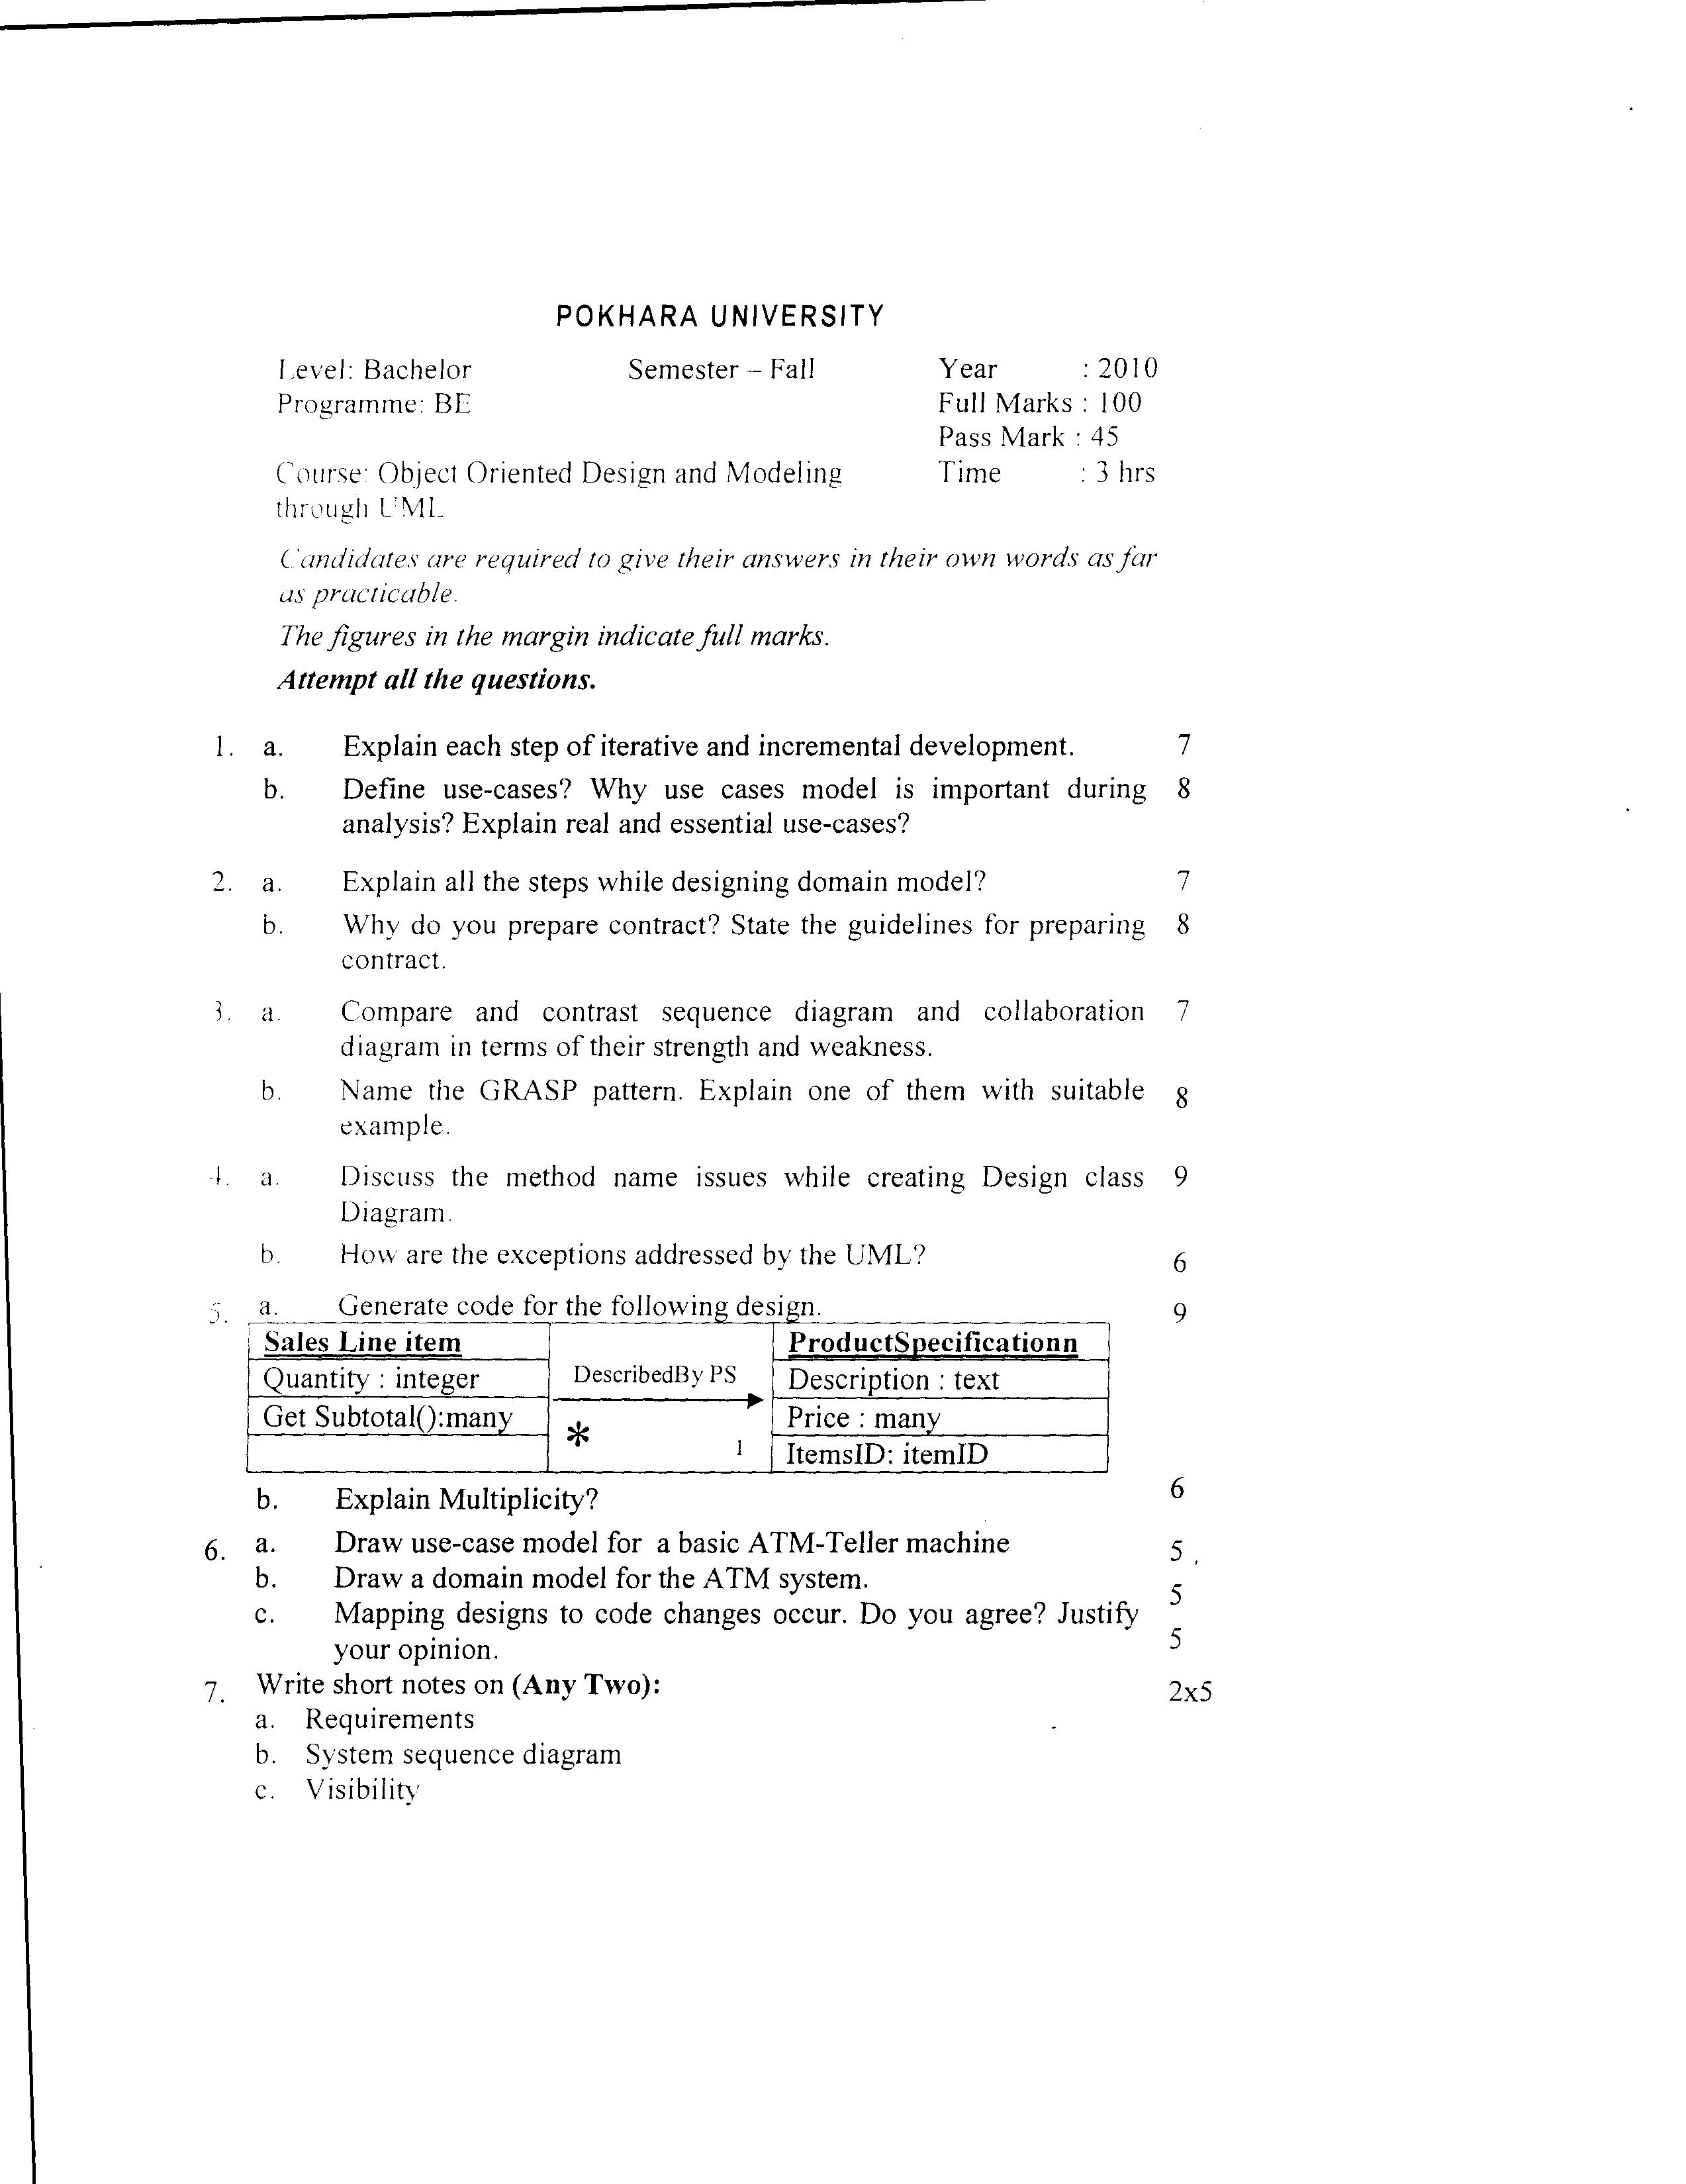 POKHARA UNIVERSITY
Level: Bachelor Semester – Fall Year : 2010
Programme: BE Full Marks : 100
Pass Mark : 45
Course: Object Oriented Design and Modeling Time : 3 hrs
through UML
Candidates are required to give their answers in their own words as far
as practicable.
The figures in the margin indicate full marks.
Attempt all the questions.
1. a. Explain each step of iterative and incremental development. 7
b. Define use-cases? Why use cases model is important during 8
analysis? Explain real and essential use-cases?
2. a. Explain all the steps while designing domain model? 7
b. Why do you prepare contract? State the guidelines for preparing 8
contract.
3. a. Compare and contrast sequence diagram and collaboration 7
diagram in terms of their strength and weakness.
b. Name the GRASP pattern. Explain one of them with suitable 8
example.
4. a. Discuss the method name issues while creating Design class 9
Diagram.
b. How are the exceptions addressed by the UML? 6
5. a. Generate code for the following design. 9
Sales Line item ProductSpecificationn
Quantity : integer DescribedBy PS Description : text
Get Subtotal():many * Price : many
1 ItemsID: itemID
b. Explain Multiplicity? 6
6. a. Draw use-case model for a basic ATM-Teller machine 5
b. Draw a domain model for the ATM system. 5
c. Mapping designs to code changes occur. Do you agree? Justify 5
your opinion.
7. Write short notes on (Any Two): 2x5
a. Requirements
b. System sequence diagram
c. Visibility